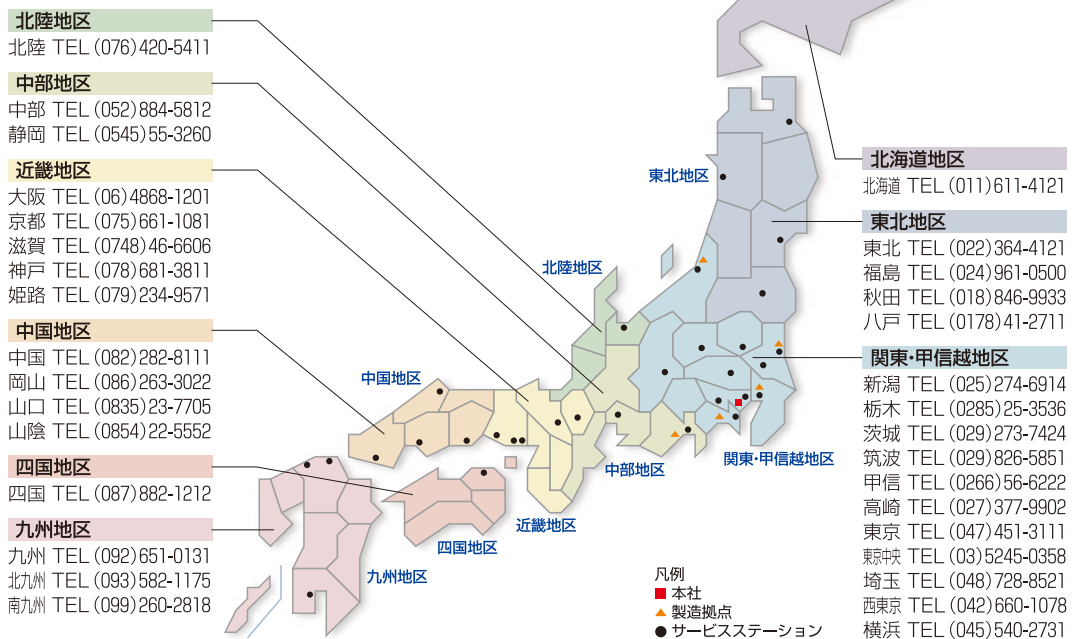 北陸地区
北陸 TEL (076)420-5411
中部地区
中部 TEL (052)884-5812
静岡 TEL (0545)55-3260
近畿地区
大阪 TEL (06)4868-1201
京都 TEL (075)661-1081
滋賀 TEL (0748)46-6606
神戸 TEL (078)681-3811
姫路 TEL (079)234-9571
中国地区
中国 TEL (082)282-8111
岡山 TEL (086)263-3022
山口 TEL (0835)23-7705
山陰 TEL (0854)22-5552
四国地区
四国 TEL (087)882-1212
九州地区
九州 TEL (092)651-0131
北九州 TEL (093)582-1175
南九州 TEL (099)260-2818
東北地区
北陸地区
中国地区
中部地区
関東・甲信越地区
近畿地区
四国地区
九州地区
凡例
本社
製造拠点
サービスステーション
北海道地区
北海道 TEL (011)611-4121
東北地区
東北 TEL (022)364-4121
福島 TEL (024)961-0500
秋田 TEL (018)846-9933
八戸 TEL (0178)41-2711
関東・甲信越地区
新潟 TEL (025)274-6914
栃木 TEL (0285)25-3536
茨城 TEL (029)273-7424
筑波 TEL (029)826-5851
甲信 TEL (0266)56-6222
高崎 TEL (027)377-9902
東京 TEL (047)451-3111
東京中央 TEL (03)5245-0358
埼玉 TEL (048)728-8521
西東京 TEL (042)660-1078
横浜 TEL (045)540-2731